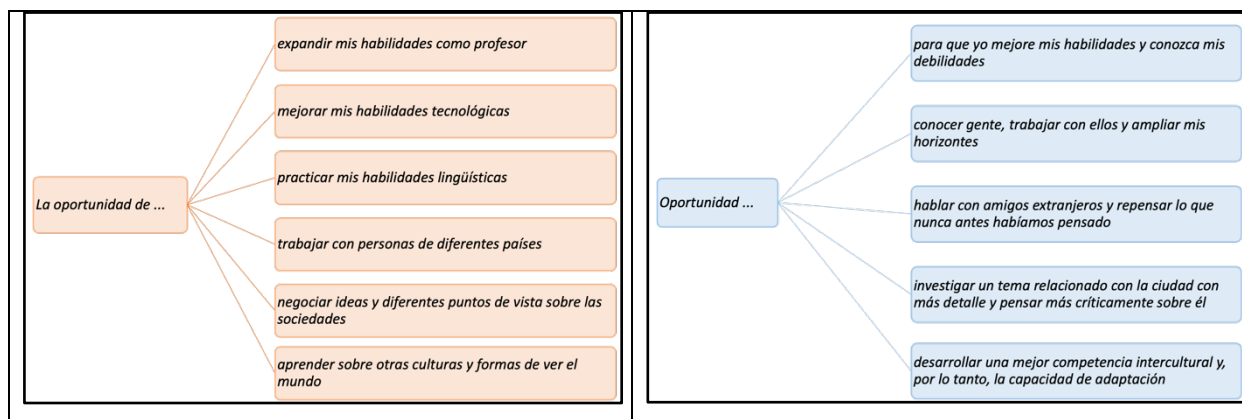 La oportunidad de ...
expandir mis habilidades como profesor
mejorar mis habilidades tecnológicas
practicar mis habilidades lingüísticas
trabajar con personas de diferentes países
negociar ideas y diferentes puntos de vista sobre las
sociedades
aprender sobre otras culturas y formas de ver el
mundo
Oportunidad ...
para que yo mejore mis habilidades y conozca mis
debilidades
conocer gente, trabajar con ellos y ampliar mis
horizontes
hablar con amigos extranjeros y repensar lo que
nunca antes habíamos pensado
investigar un tema relacionado con la ciudad con
más detalle y pensar más críticamente sobre él
desarrollar una mejor competencia intercultural y,
por lo tanto, la capacidad de adaptación